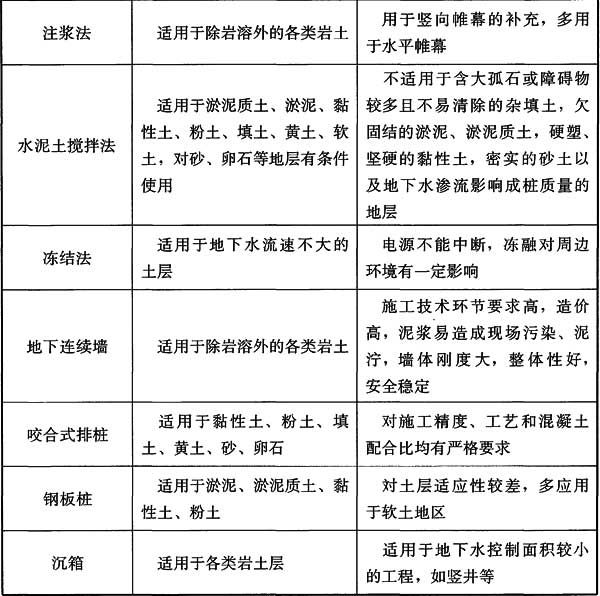 注浆法
适用于除岩溶外的各类岩土
用于竖向帷幕的补充，多用
于水平帷幕
水泥土搅拌法
适用于淤泥质土、淤泥、黏
性土、粉土、填土、黄土、软
土，对砂、卵石等地层有条件
使用
不适用于含大孤石或障碍物
较多且不易清除的杂填土，欠
固结的淤泥、淤泥质土，硬塑、
坚硬的黏性土，密实的砂土以
及地下水渗流影响成桩质量的
地层
冻结法
适用于地下水流速不大的
土层
电源不能中断，冻融对周边
环境有一定影响
地下连续墙
适用于除岩溶外的各类岩土
施工技术环节要求高，造价
高，泥浆易造成现场污染、泥
泞，墙体刚度大，整体性好，
安全稳定
咬合式排桩
适用于黏性土、粉土、填
土、黄土、砂、卵石
对施工精度、工艺和混凝土
配合比均有严格要求
钢板桩
适用于淤泥、淤泥质土、黏
性土、粉土
对土层适应性较差，多应用
于软土地区
沉箱
适用于各类岩土层
适用于地下水控制面积较小
的工程，如竖井等